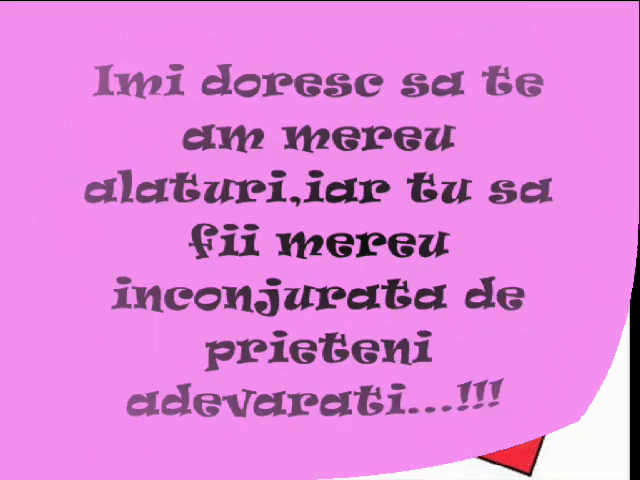 Imi doresc sa te
am mereu
alaturi,iar tu sa
fii mereu
inconjurata de
prieteni
adevarati...!!!